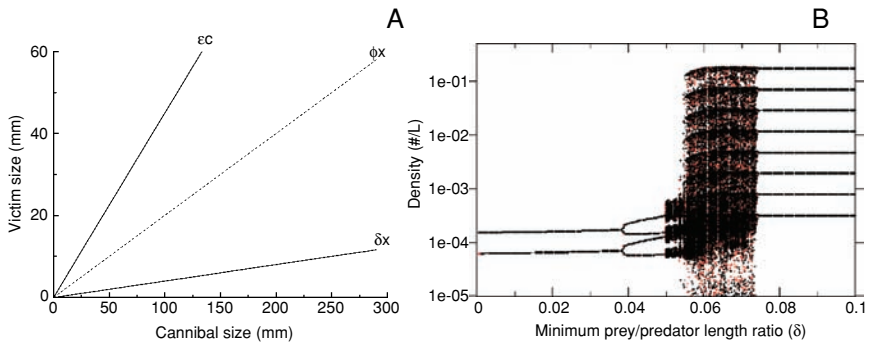 A
εc
ϕx
δx
60
40
20
0
0
50
100
150
200
250
300
Victim size (mm)
Cannibal size (mm)
B
1e-01
1e-02
1e-03
1e-04
1e-05
0
0.02
0.04
0.06
0.08
0.1
Density (#/L)
Minimum prey/predator length ratio (δ)